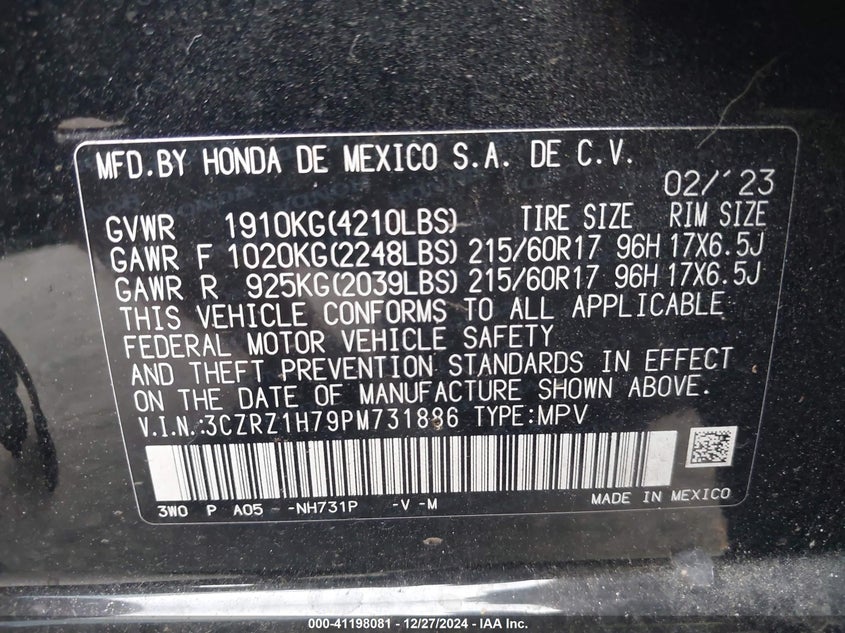 MFD.BY HONDA DE MEXICO S.A. DE C.V.
02/'23
GVWR 1910KG(4210LBS) TIRE SIZE RIM SIZE
GAWR F 1020KG(2248LBS) 215/60R17 96H 17X6.5J
GAWR R 925KG(2039LBS) 215/60R17 96H 17X6.5J
THIS VEHICLE CONFORMS TO ALL APPLICABLE
FEDERAL MOTOR VEHICLE SAFETY
AND THEFT PREVENTION STANDARDS IN EFFECT
ON THE DATE OF MANUFACTURE SHOWN ABOVE.
V.I.N.:3CZRZ1H79PM731886 TYPE:MPV
3W0 P A05 -NH731P -V -M MADE IN MEXICO
000-41198081 - 12/27/2024 - IAA Inc.